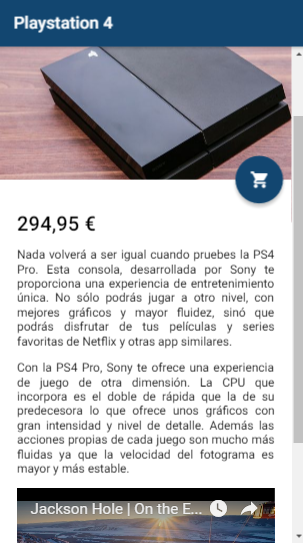 Playstation 4
294,95 €
Nada volverá a ser igual cuando pruebes la PS4
Pro. Esta consola, desarrollada por Sony te
proporciona una experiencia de entretenimiento
única. No sólo podrás jugar a otro nivel, con
mejores gráficos y mayor fluidez, sinó que
podrás disfrutar de tus películas y series
favoritas de Netflix y otras app similares.
Con la PS4 Pro, Sony te ofrece una experiencia
de juego de otra dimensión. La CPU que
incorpora es el doble de rápida que la de su
predecesora lo que ofrece unos gráficos con
gran intensidad y nivel de detalle. Además las
acciones propias de cada juego son mucho más
fluidas ya que la velocidad del fotograma es
mayor y más estable.
Jackson Hole | On the E...